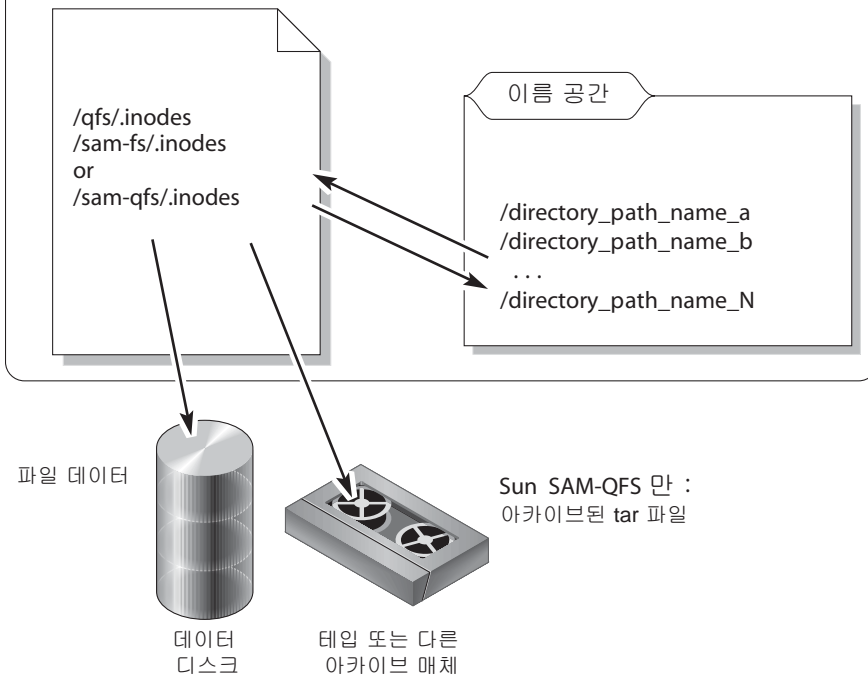 /qfs/.inodes
/sam-fs/.inodes
or
/sam-qfs/.inodes
이름 공간
/directory_path_name_a
/directory_path_name_b
. . .
/directory_path_name_N
파일 데이터
Sun SAM-QFS 만 :
아카이브된 tar 파일
데이터
디스크
테입 또는 다른
아카이브 매체